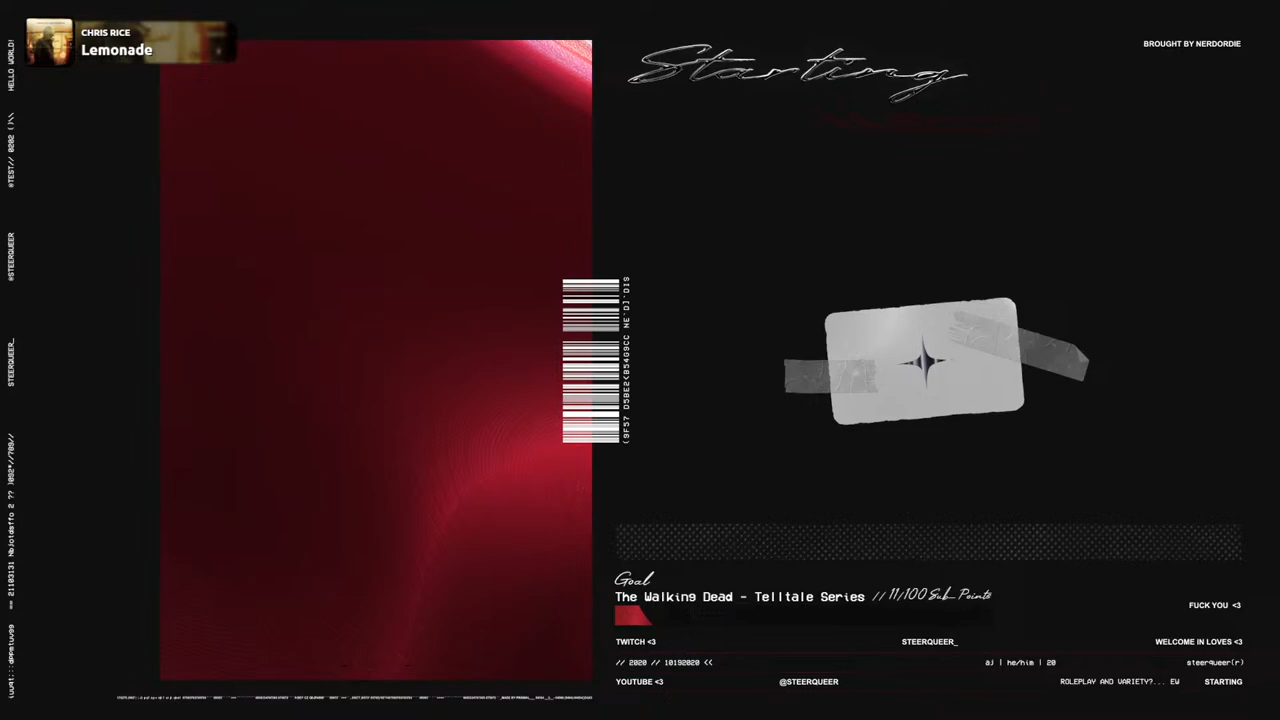 CHRIS RICE
Lemonade
Starting
BROUGHT BY NERDORDIE
HELLO WORLD!
@STEERQUEER
STEERQUEER_
Goal
The Walking Dead - Telltale Series // 11/100 Sub Points
FUCK YOU <3
TWITCH <3
STEERQUEER_
WELCOME IN LOVES <3
// 2020 // 10192020 <<
aj | he/him | 20
steerqueer(r)
YOUTUBE <3
@STEERQUEER
ROLEPLAY AND VARIETY?... EW
STARTING